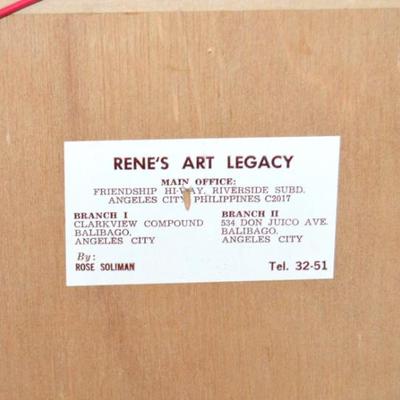 RENE'S ART LEGACY
MAIN OFFICE:
FRIENDSHIP HI-WAY, RIVERSIDE SUBD.
ANGELES CITY PHILIPPINES C2017
BRANCH I
CLARKVIEW COMPOUND
BALIBAGO,
ANGELES CITY
BRANCH II
534 DON JUICO AVE.
BALIBAGO,
ANGELES CITY
By:
ROSE SOLIMAN
Tel. 32-51